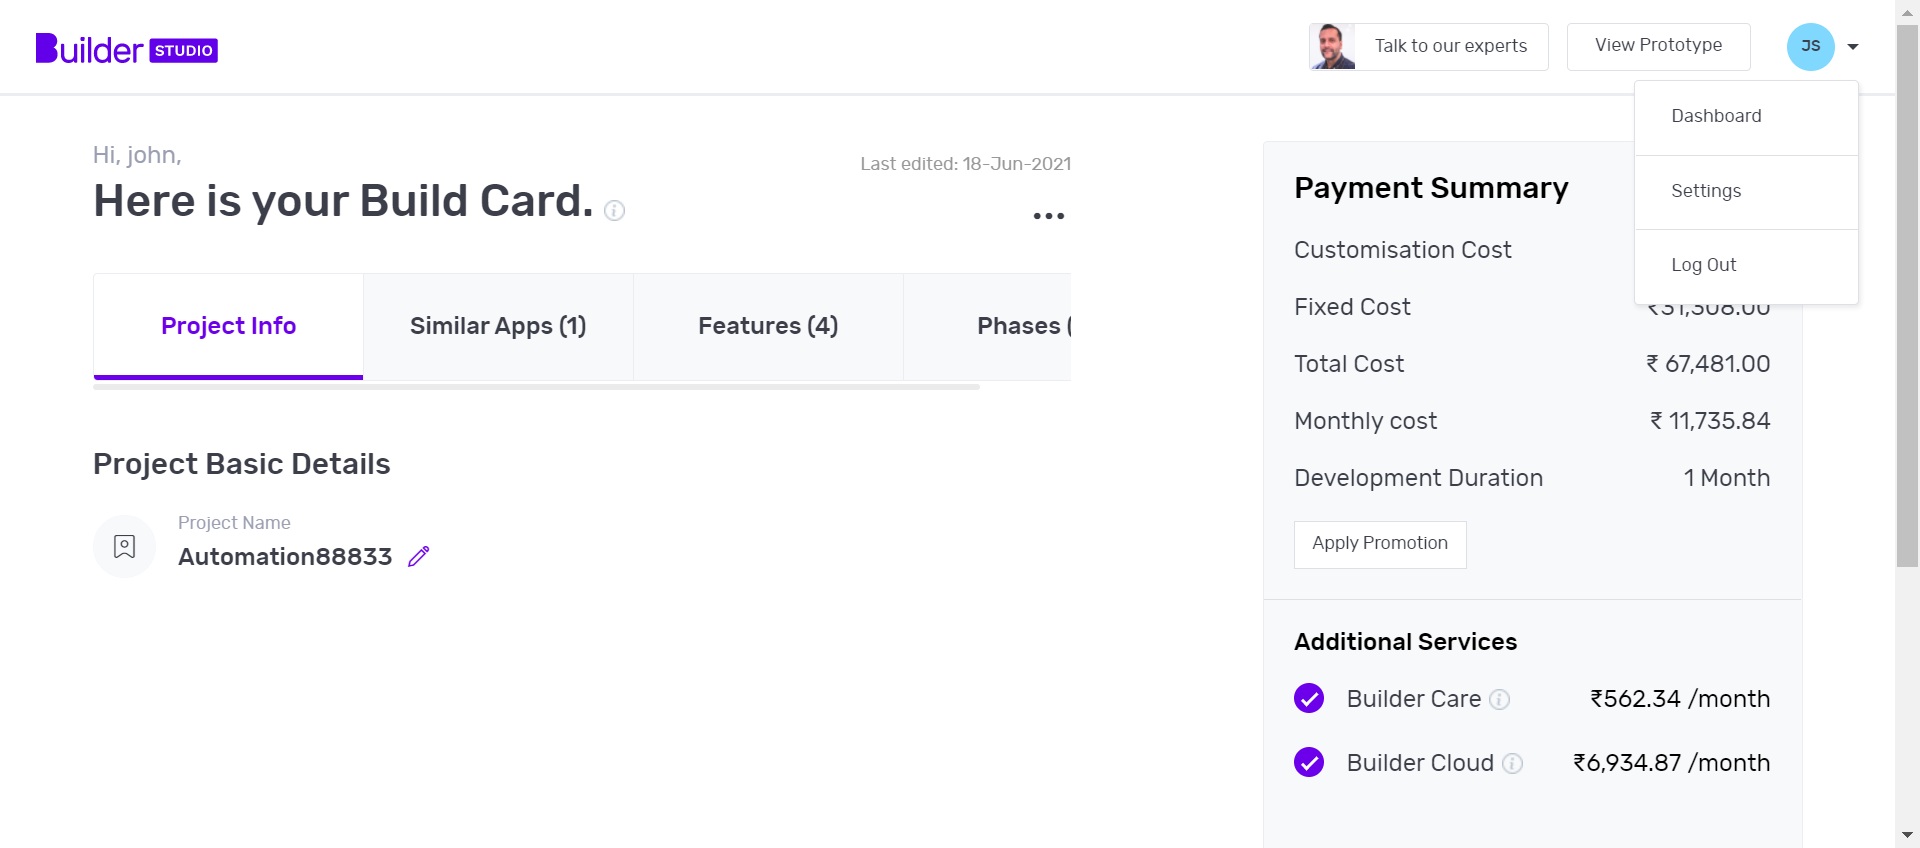 Builder STUDIO
Talk to our experts
View Prototype
JS
Dashboard
Settings
Log Out
Hi, john,
Here is your Build Card.
Last edited: 18-Jun-2021
Project Info
Similar Apps (1)
Features (4)
Phases (
Project Basic Details
Project Name
Automation88833
Payment Summary
Customisation Cost
Fixed Cost ₹31,308.00
Total Cost ₹ 67,481.00
Monthly cost ₹ 11,735.84
Development Duration 1 Month
Apply Promotion
Additional Services
Builder Care ₹562.34 /month
Builder Cloud ₹6,934.87 /month